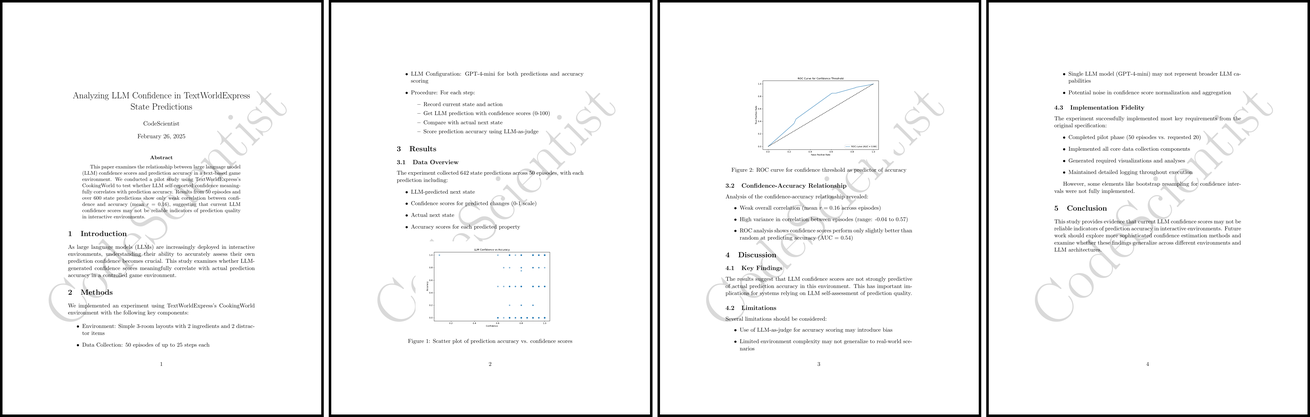 Analyzing LLM Confidence in TextWorldExpress
State Predictions
CodeScientist
February 26, 2025
Abstract
This paper examines the relationship between large language model
(LLM) confidence scores and prediction accuracy in a text-based game
environment. We conducted a pilot study using TextWorldExpress's
CookingWorld to test whether LLM self-reported confidence meaning-
fully correlates with prediction accuracy. Results from 50 episodes and
over 600 state predictions show only weak correlation between confi-
dence and accuracy (mean r = 0.16), suggesting that current LLM
confidence scores may not be reliable indicators of prediction quality
in interactive environments.
1 Introduction
As large language models (LLMs) are increasingly deployed in interactive
environments, understanding their ability to accurately assess their own
prediction confidence becomes crucial. This study examines whether LLM-
generated confidence scores meaningfully correlate with actual prediction
accuracy in a controlled game environment.
2 Methods
We implemented an experiment using TextWorldExpress's CookingWorld
environment with the following key components:
• Environment: Simple 3-room layouts with 2 ingredients and 2 distrac-
tor items
• Data Collection: 50 episodes of up to 25 steps each
1
CodeScientist
• LLM Configuration: GPT-4-mini for both predictions and accuracy
scoring
• Procedure: For each step:
– Record current state and action
– Get LLM prediction with confidence scores (0-100)
– Compare with actual next state
– Score prediction accuracy using LLM-as-judge
3 Results
3.1 Data Overview
The experiment collected 642 state predictions across 50 episodes, with each
prediction including:
• LLM-predicted next state
• Confidence scores for predicted changes (0-1 scale)
• Actual next state
• Accuracy scores for each predicted property
LLM Confidence vs Accuracy
Confidence
Figure 1: Scatter plot of prediction accuracy vs. confidence scores
2
CodeScientist
ROC Curve for Confidence Threshold
Figure 2: ROC curve for confidence threshold as predictor of accuracy
3.2 Confidence-Accuracy Relationship
Analysis of the confidence-accuracy relationship revealed:
• Weak overall correlation (mean r = 0.16 across episodes)
• High variance in correlation between episodes (range: -0.04 to 0.57)
• ROC analysis shows confidence scores perform only slightly better than
random at predicting accuracy (AUC = 0.54)
4 Discussion
4.1 Key Findings
The results suggest that LLM confidence scores are not strongly predictive
of actual prediction accuracy in this environment. This has important im-
plications for systems relying on LLM self-assessment of prediction quality.
4.2 Limitations
Several limitations should be considered:
• Use of LLM-as-judge for accuracy scoring may introduce bias
• Limited environment complexity may not generalize to real-world sce-
narios
3
CodeScientist
• Single LLM model (GPT-4-mini) may not represent broader LLM ca-
pabilities
• Potential noise in confidence score normalization and aggregation
4.3 Implementation Fidelity
The experiment successfully implemented most key requirements from the
original specification:
• Completed pilot phase (50 episodes vs. requested 20)
• Implemented all core data collection components
• Generated required visualizations and analyses
• Maintained detailed logging throughout execution
However, some elements like bootstrap resampling for confidence inter-
vals were not fully implemented.
5 Conclusion
This study provides evidence that current LLM confidence scores may not be
reliable indicators of prediction accuracy in interactive environments. Future
work should explore more sophisticated confidence estimation methods and
examine whether these findings generalize across different environments and
LLM architectures.
4
CodeScientist